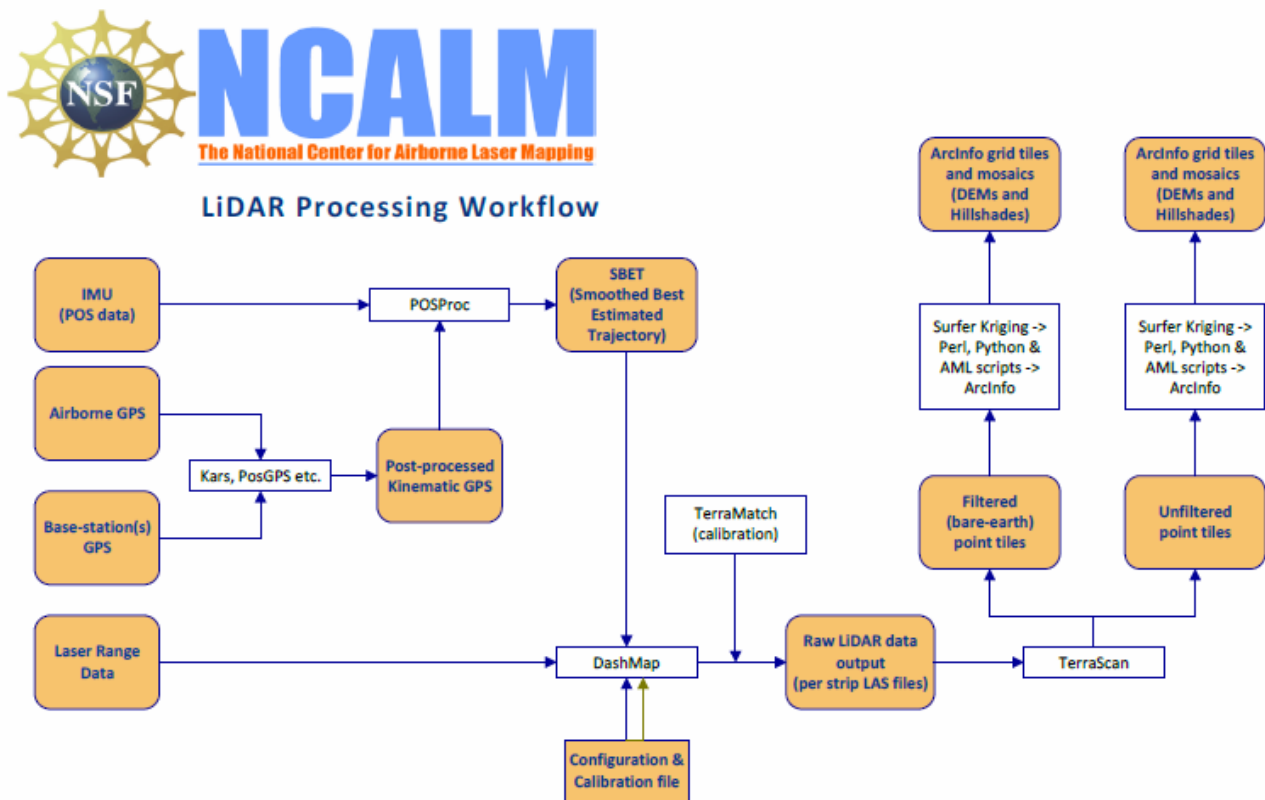 NSF
NCALM
The National Center for Airborne Laser Mapping
LiDAR Processing Workflow
IMU
(POS data)
POSProc
SBET
(Smoothed Best
Estimated
Trajectory)
Airborne GPS
Kars, PosGPS etc.
Post-processed
Kinematic GPS
Base-station(s)
GPS
Laser Range
Data
DashMap
Configuration &
Calibration file
TerraMatch
(calibration)
Raw LiDAR data
output
(per strip LAS files)
TerraScan
Filtered
(bare-earth)
point tiles
Unfiltered
point tiles
Surfer Kriging ->
Perl, Python &
AML scripts ->
ArcInfo
Surfer Kriging ->
Perl, Python &
AML scripts ->
ArcInfo
ArcInfo grid tiles
and mosaics
(DEMs and
Hillshades)
ArcInfo grid tiles
and mosaics
(DEMs and
Hillshades)